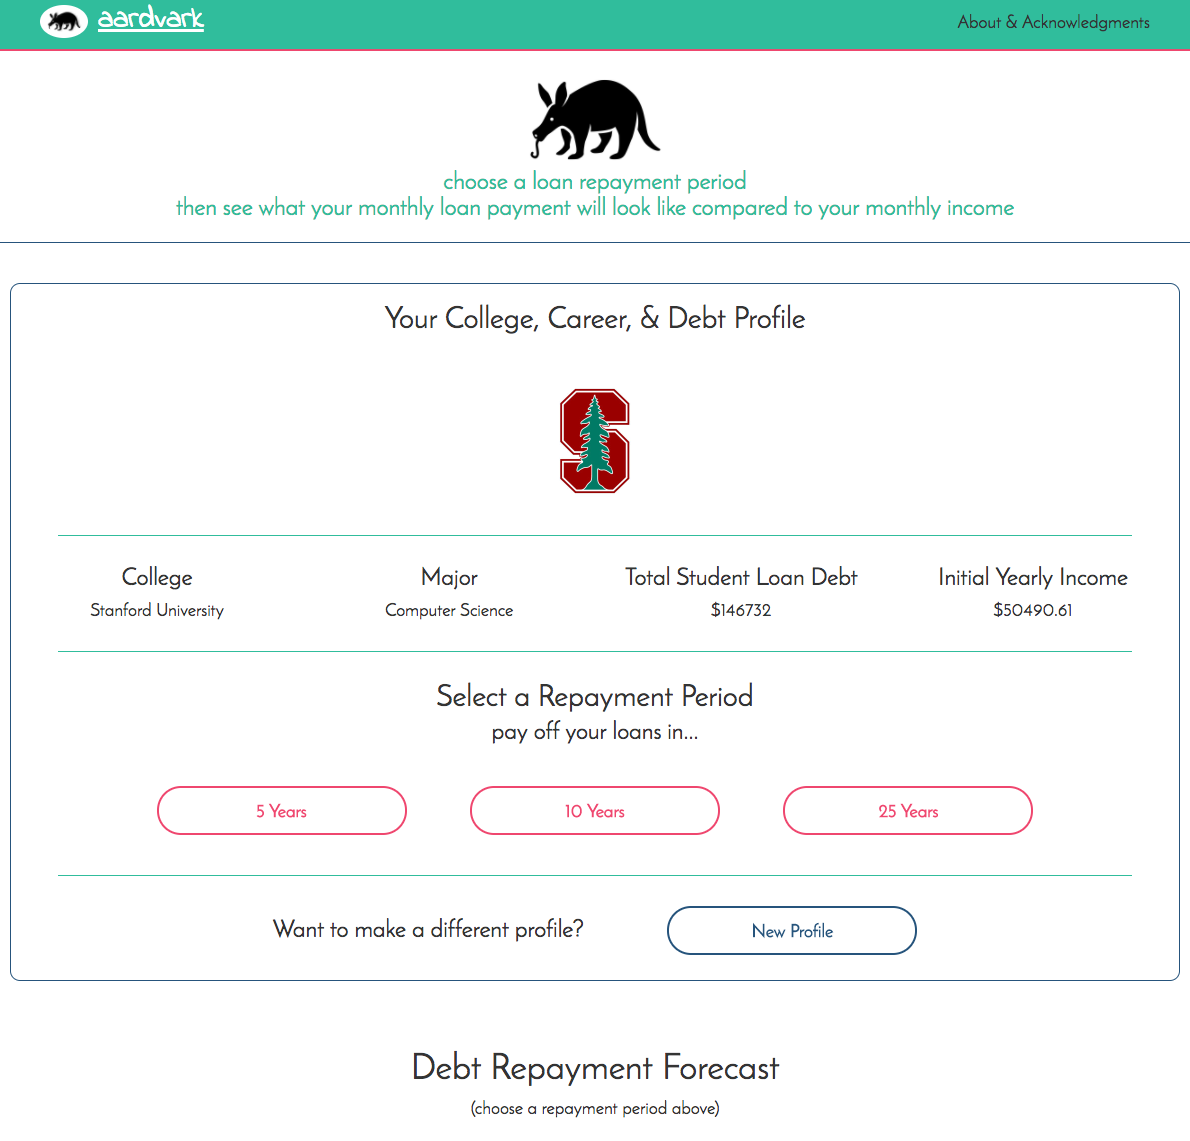 aardvark
About & Acknowledgments
choose a loan repayment period
then see what your monthly loan payment will look like compared to your monthly income
Your College, Career, & Debt Profile
College
Major
Total Student Loan Debt
Initial Yearly Income
Stanford University
Computer Science
$146732
$50490.61
Select a Repayment Period
pay off your loans in...
5 Years
10 Years
25 Years
Want to make a different profile?
New Profile
Debt Repayment Forecast
(choose a repayment period above)